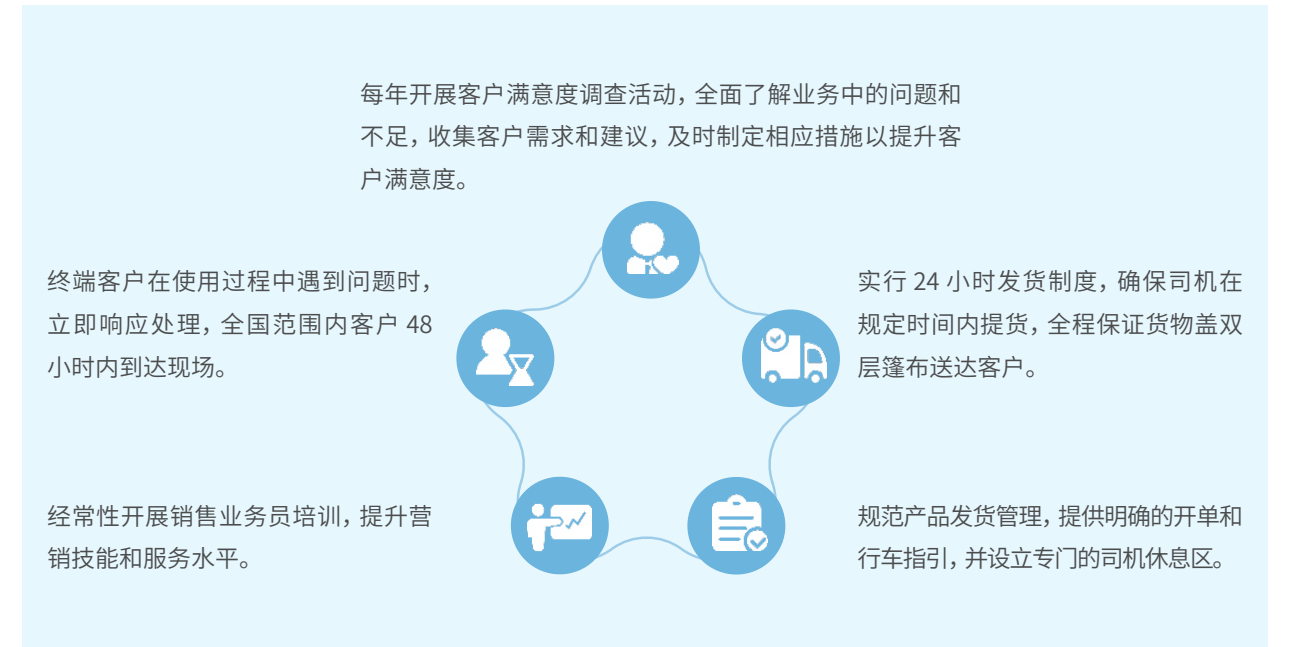 每年开展客户满意度调查活动，全面了解业务中的问题和
不足，收集客户需求和建议，及时制定相应措施以提升客
户满意度。
终端客户在使用过程中遇到问题时，
立即响应处理，全国范围内客户 48
小时内到达现场。
实行 24 小时发货制度，确保司机在
规定时间内提货，全程保证货物盖双
层篷布送达客户。
经常性开展销售业务员培训，提升营
销技能和服务水平。
规范产品发货管理，提供明确的开单和
行车指引，并设立专门的司机休息区。